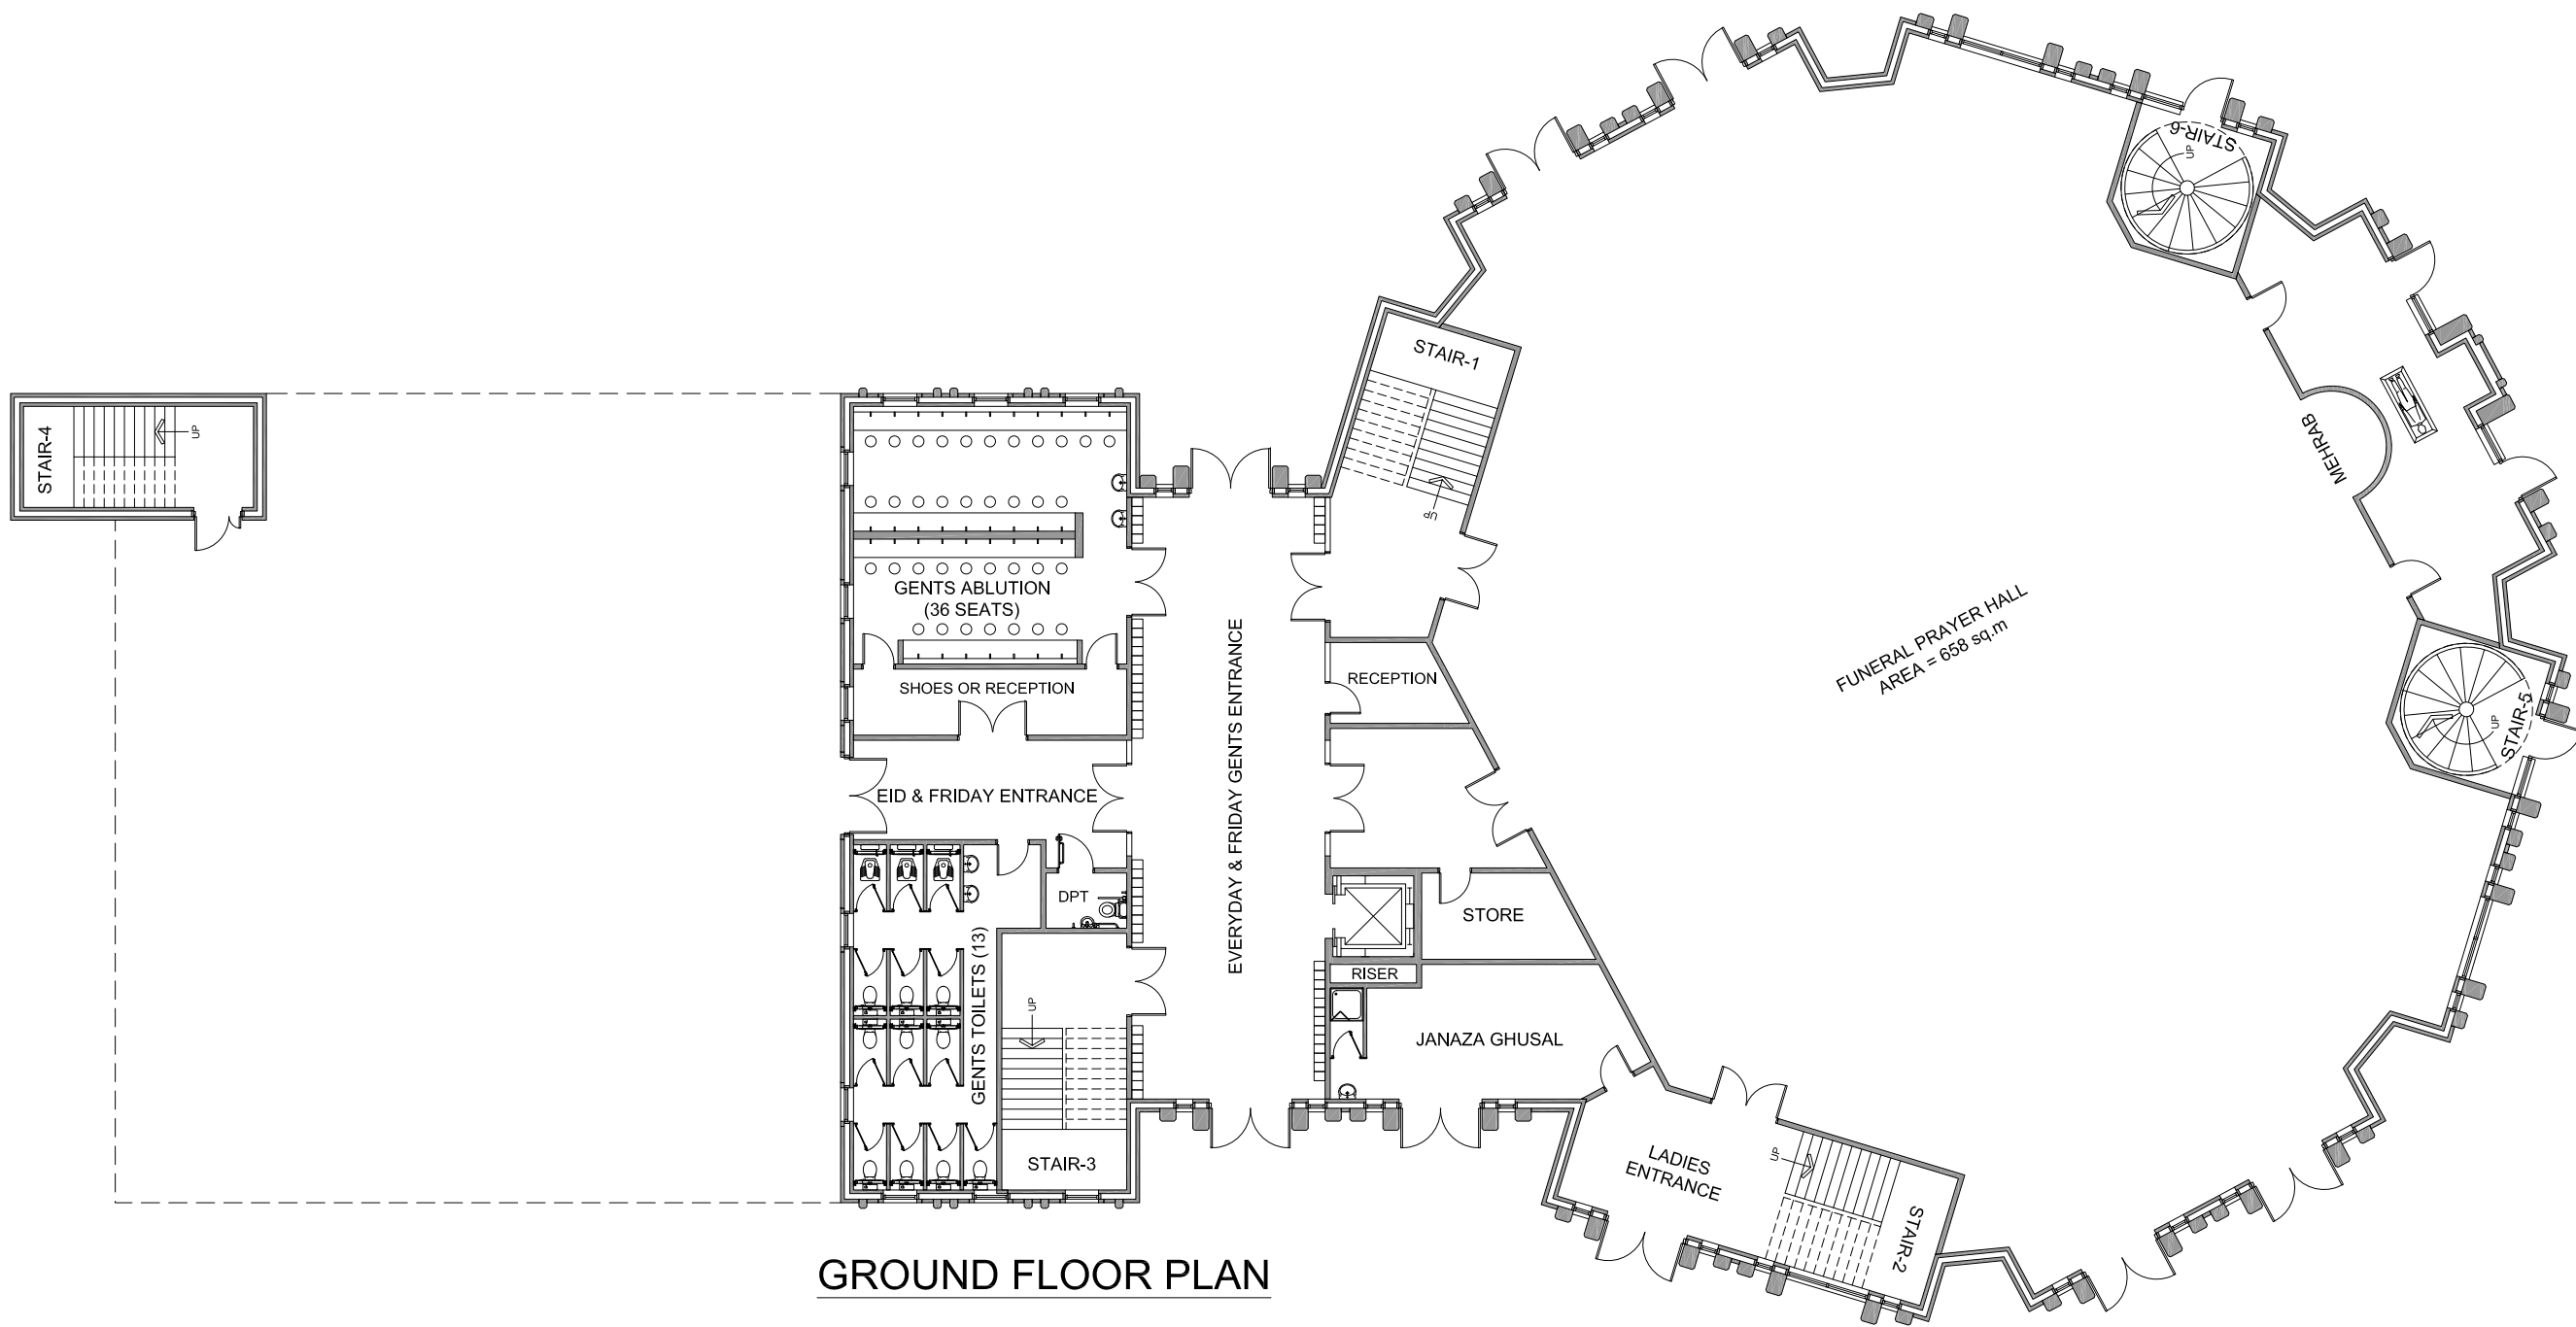 STAIR-6
UP
STAIR-1
UP
STAIR-4
UP
MEHRAB
GENTS ABLUTION
(36 SEATS)
FUNERAL PRAYER HALL
AREA = 658 sq.m
SHOES OR RECEPTION
RECEPTION
EVERYDAY & FRIDAY GENTS ENTRANCE
STAIR-5
UP
EID & FRIDAY ENTRANCE
DPT
STORE
GENTS TOILETS (13)
RISER
UP
JANAZA GHUSAL
STAIR-3
LADIES
ENTRANCE
UP
STAIR-2
GROUND FLOOR PLAN